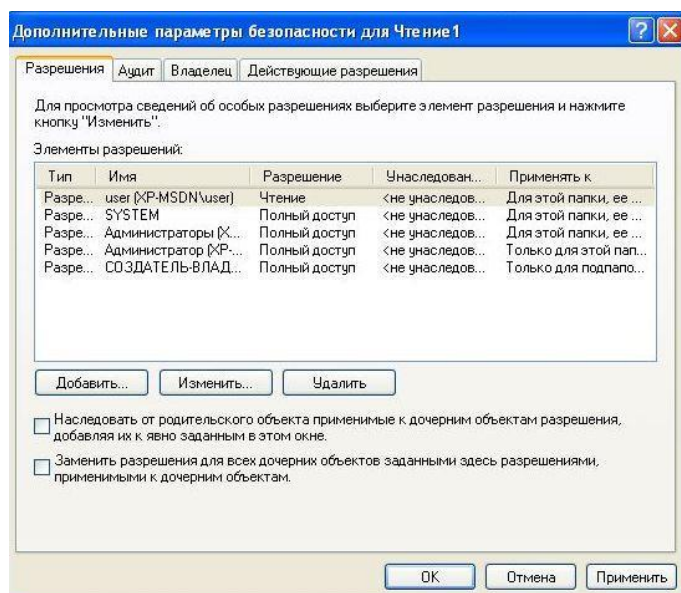 Дополнительные параметры безопасности для Чтение1
Разрешения Аудит Владелец Действующие разрешения
Для просмотра сведений об особых разрешениях выберите элемент разрешения и нажмите
кнопку "Изменить".
Элементы разрешений:
Тип Имя Разрешение Унаследован... Применять к
Разре... user (XP-MSDN\user) Чтение <не унаследов... Для этой папки, ее ...
Разре... SYSTEM Полный доступ <не унаследов... Для этой папки, ее ...
Разре... Администраторы (X... Полный доступ <не унаследов... Для этой папки, ее ...
Разре... Администратор (XP-... Полный доступ <не унаследов... Только для этой пап...
Разре... СОЗДАТЕЛЬ-ВЛАД... Полный доступ <не унаследов... Только для подпапо...
Добавить... Изменить... Удалить
Наследовать от родительского объекта применимые к дочерним объектам разрешения,
добавляя их к явно заданным в этом окне.
Заменить разрешения для всех дочерних объектов заданными здесь разрешениями,
применимыми к дочерним объектам.
OK Отмена Применить